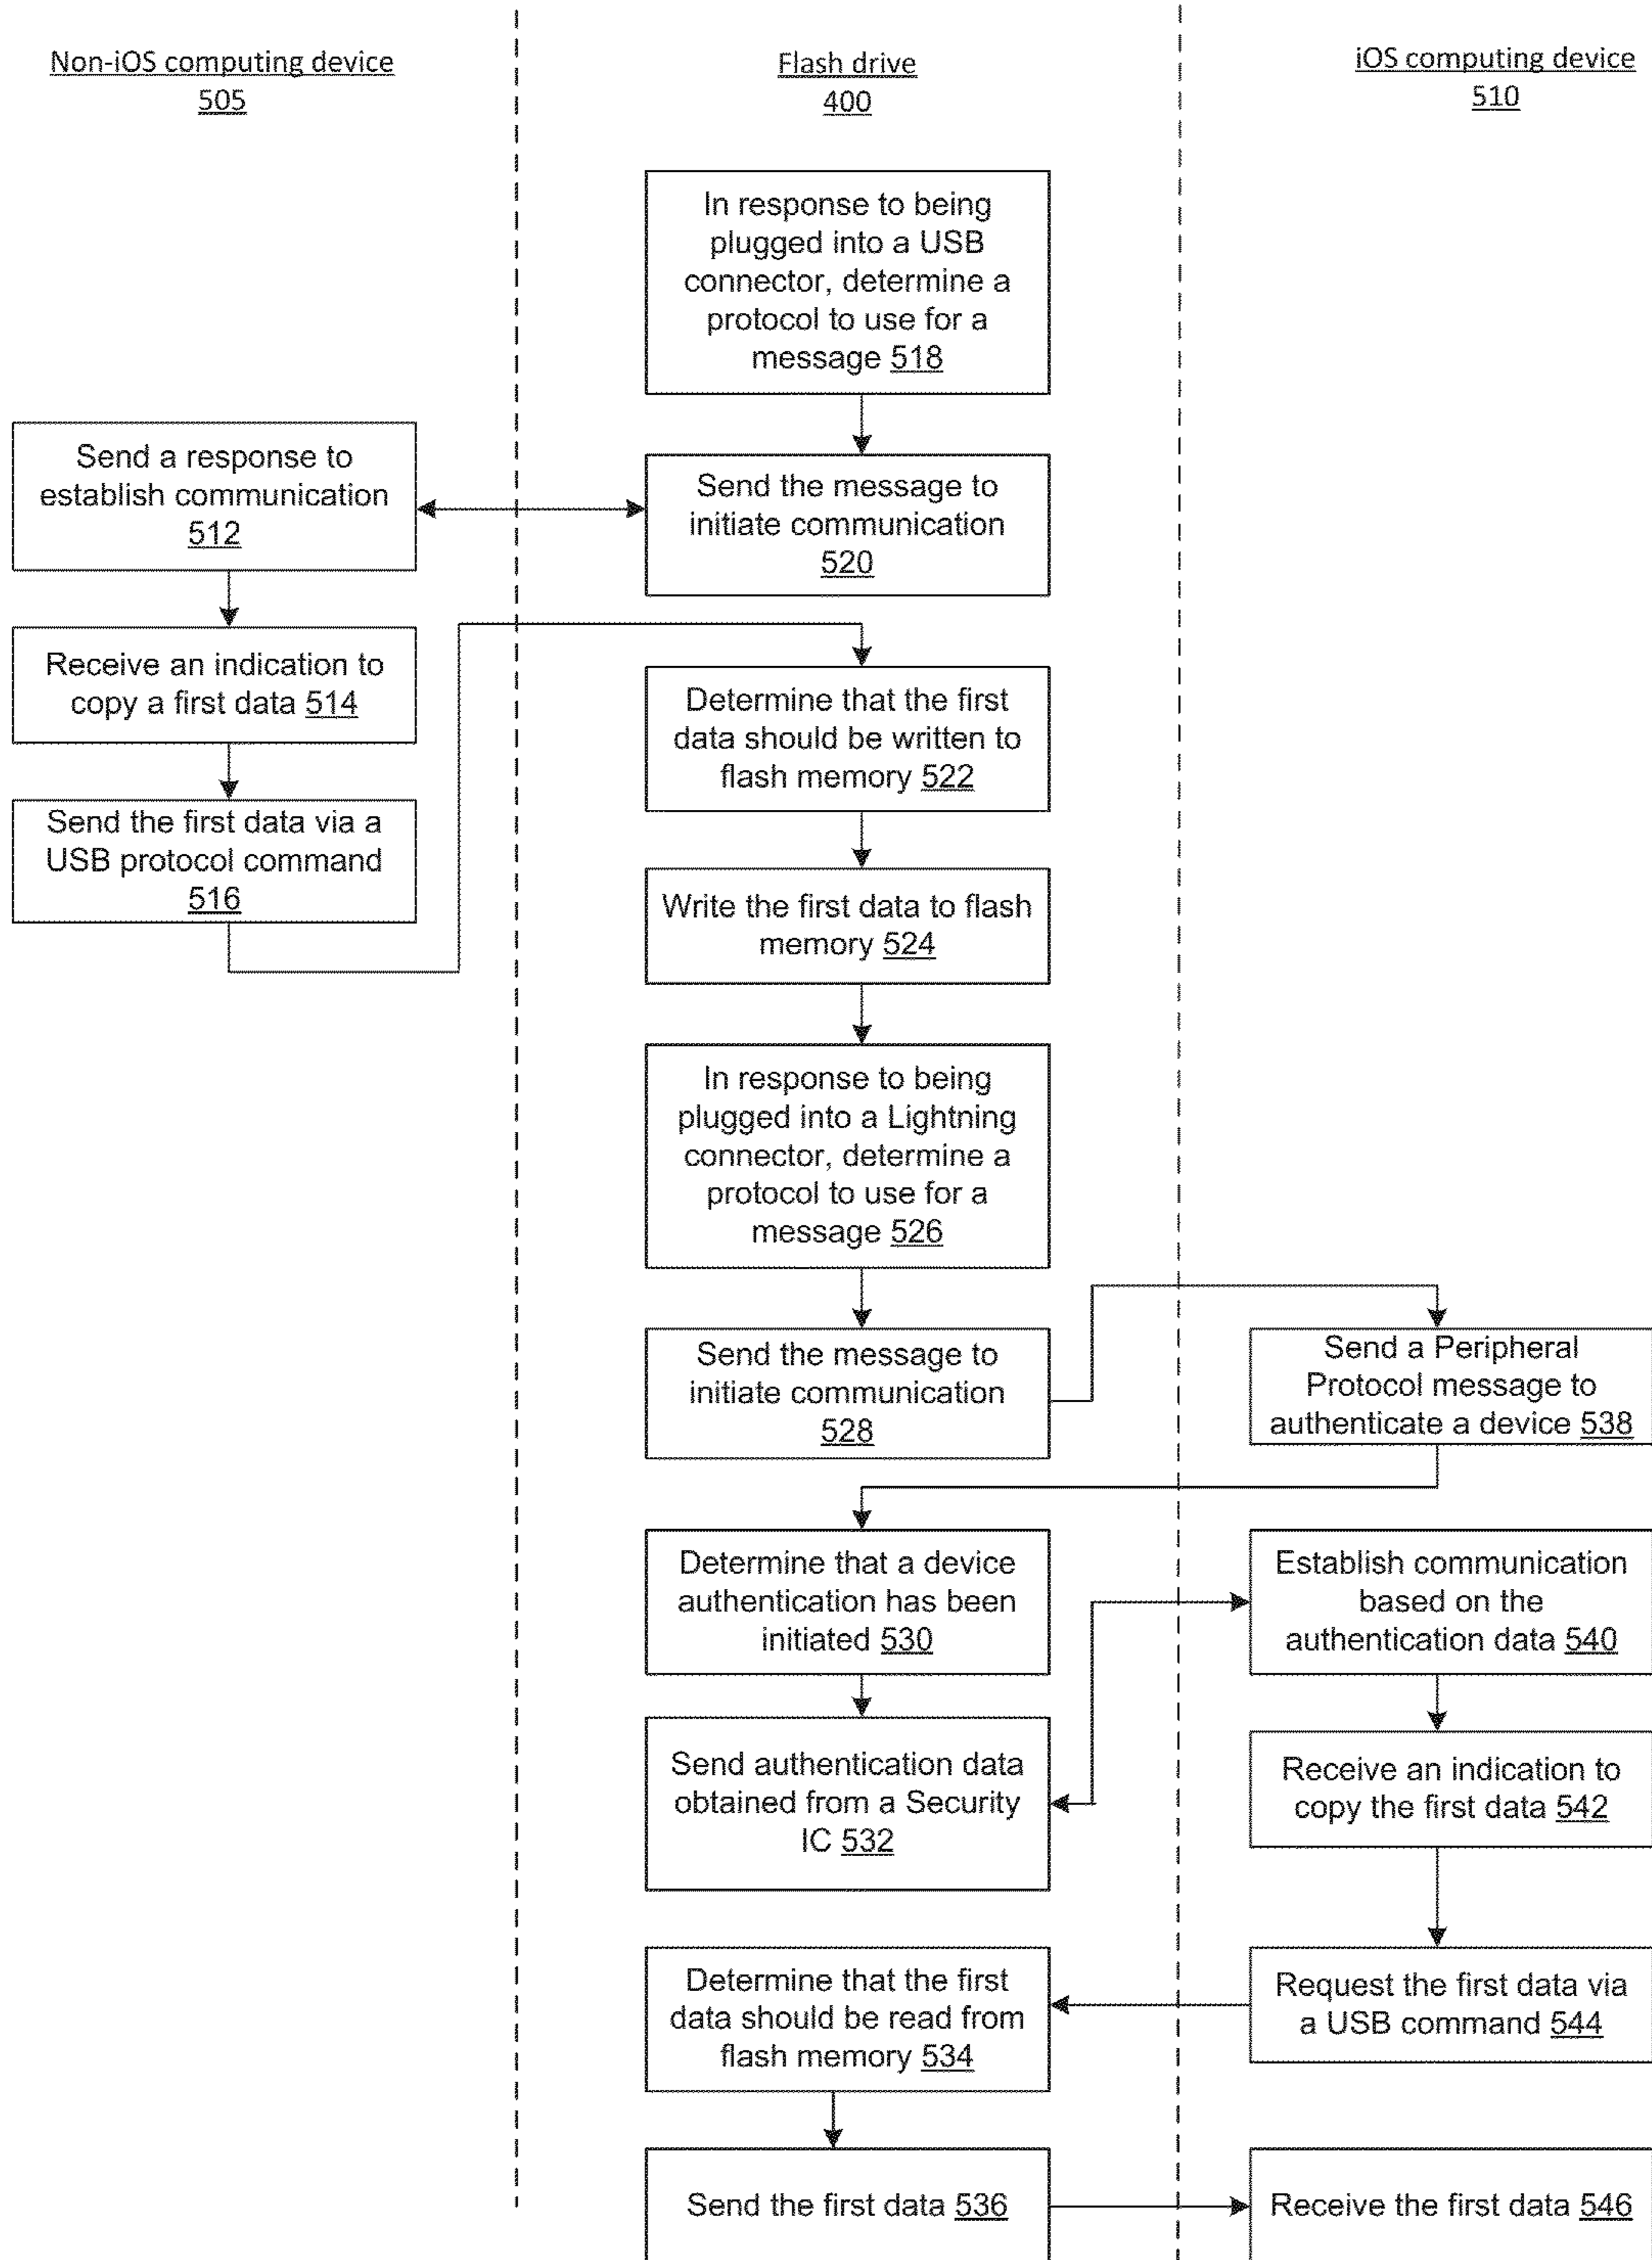 Non-iOS computing device
505
Flash drive
400
iOS computing device
510
In response to being
plugged into a USB
connector, determine a
protocol to use for a
message 518
Send a response to
establish communication
512
Send the message to
initiate communication
520
Receive an indication to
copy a first data 514
Determine that the first
data should be written to
flash memory 522
Send the first data via a
USB protocol command
516
Write the first data to flash
memory 524
In response to being
plugged into a Lightning
connector, determine a
protocol to use for a
message 526
Send the message to
initiate communication
528
Send a Peripheral
Protocol message to
authenticate a device 538
Determine that a device
authentication has been
initiated 530
Establish communication
based on the
authentication data 540
Send authentication data
obtained from a Security
IC 532
Receive an indication to
copy the first data 542
Determine that the first
data should be read from
flash memory 534
Request the first data via
a USB command 544
Send the first data 536
Receive the first data 546